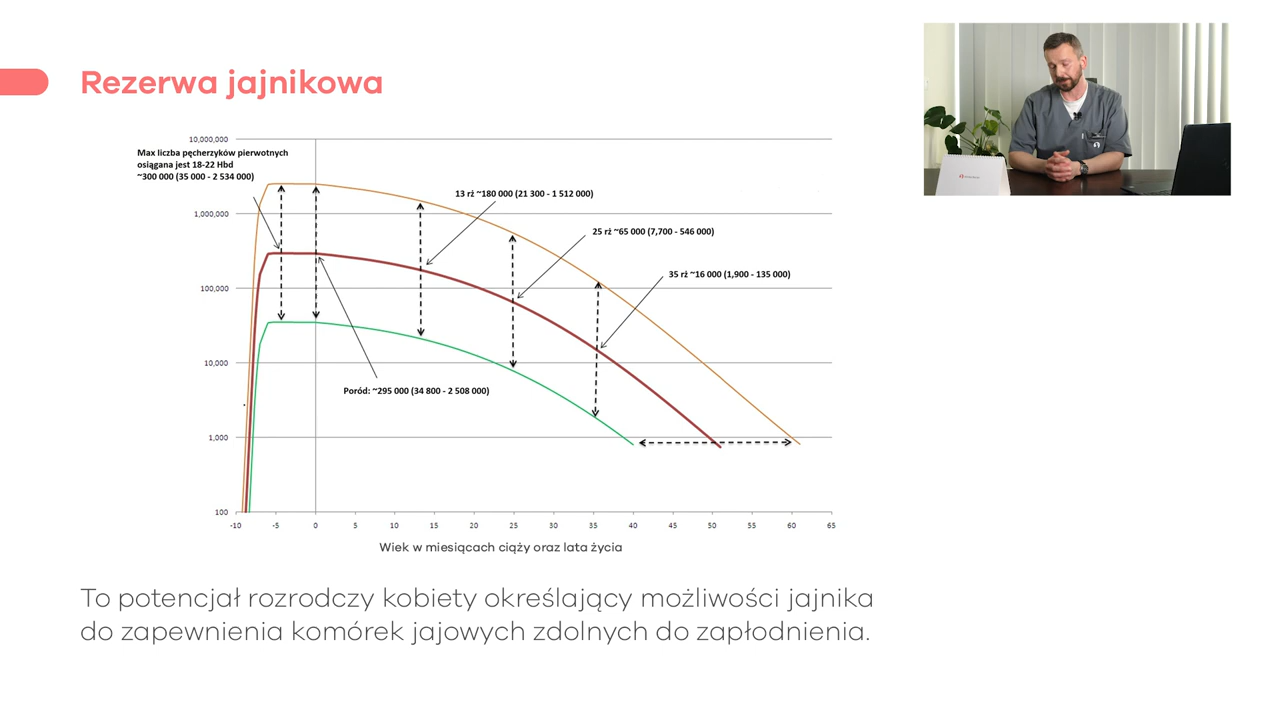 Rezerwa jajnikowa
10,000,000
Max liczba pęcherzyków pierwotnych
osiągana jest 18-22 Hbd
~300 000 (35 000 - 2 534 000)
13 rż ~180 000 (21 300 - 1 512 000)
1,000,000
25 rż ~65 000 (7,700 - 546 000)
35 rż ~16 000 (1,900 - 135 000)
100,000
10,000
Poród: ~295 000 (34 800 - 2 508 000)
1,000
100
-10 -5 0 5 10 15 20 25 30 35 40 45 50 55 60 65
Wiek w miesiącach ciąży oraz lata życia
To potencjał rozrodczy kobiety określający możliwości jajnika
do zapewnienia komórek jajowych zdolnych do zapłodnienia.